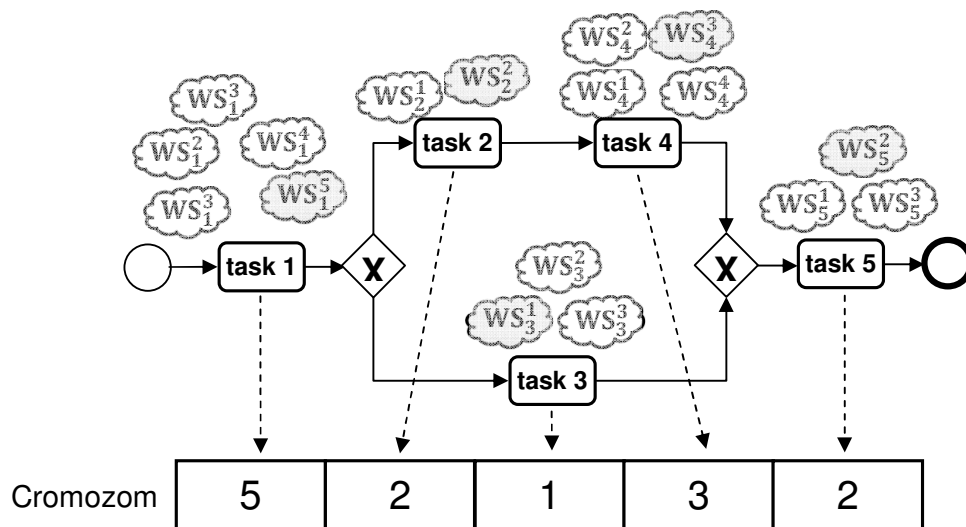 WS₄² WS₄³
WS₂¹ WS₂²
WS₁³
WS₄¹ WS₄⁴
WS₁² WS₁⁴
task 2 task 4
WS₅²
WS₁⁵
WS₁³
WS₅¹ WS₅³
task 1 X X task 5
WS₃²
WS₃¹ WS₃³
task 3
Cromozom 5 2 1 3 2